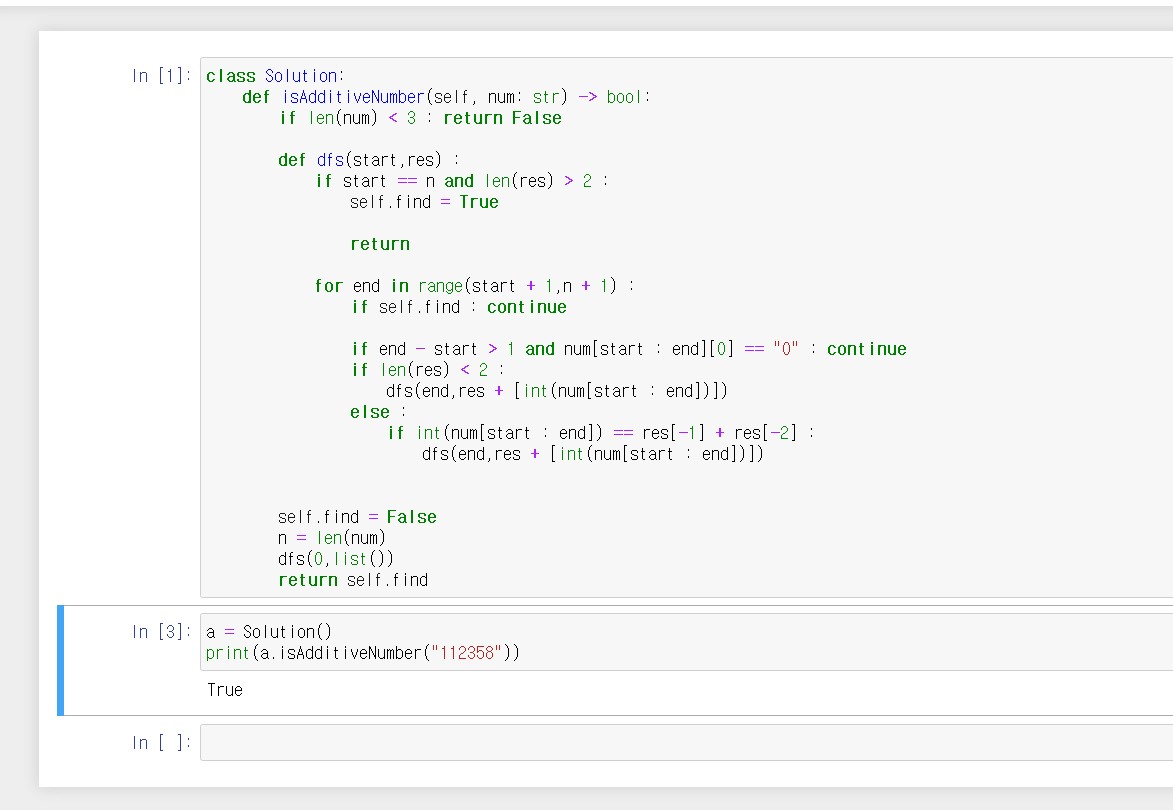 In [1]: class Solution:
def isAdditiveNumber(self, num: str) -> bool:
if len(num) < 3 : return False
def dfs(start,res) :
if start == n and len(res) > 2 :
self.find = True
return
for end in range(start + 1,n + 1) :
if self.find : continue
if end - start > 1 and num[start : end][0] == "0" : continue
if len(res) < 2 :
dfs(end,res + [int(num[start : end])])
else :
if int(num[start : end]) == res[-1] + res[-2] :
dfs(end,res + [int(num[start : end])])
self.find = False
n = len(num)
dfs(0,list())
return self.find
In [3]: a = Solution()
print(a.isAdditiveNumber("112358"))
True
In [ ]: